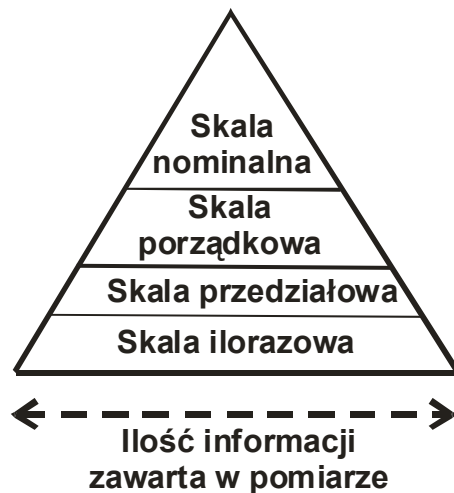 Skala
nominalna
Skala
porządkowa
Skala przedziałowa
Skala ilorazowa
Ilość informacji
zawarta w pomiarze